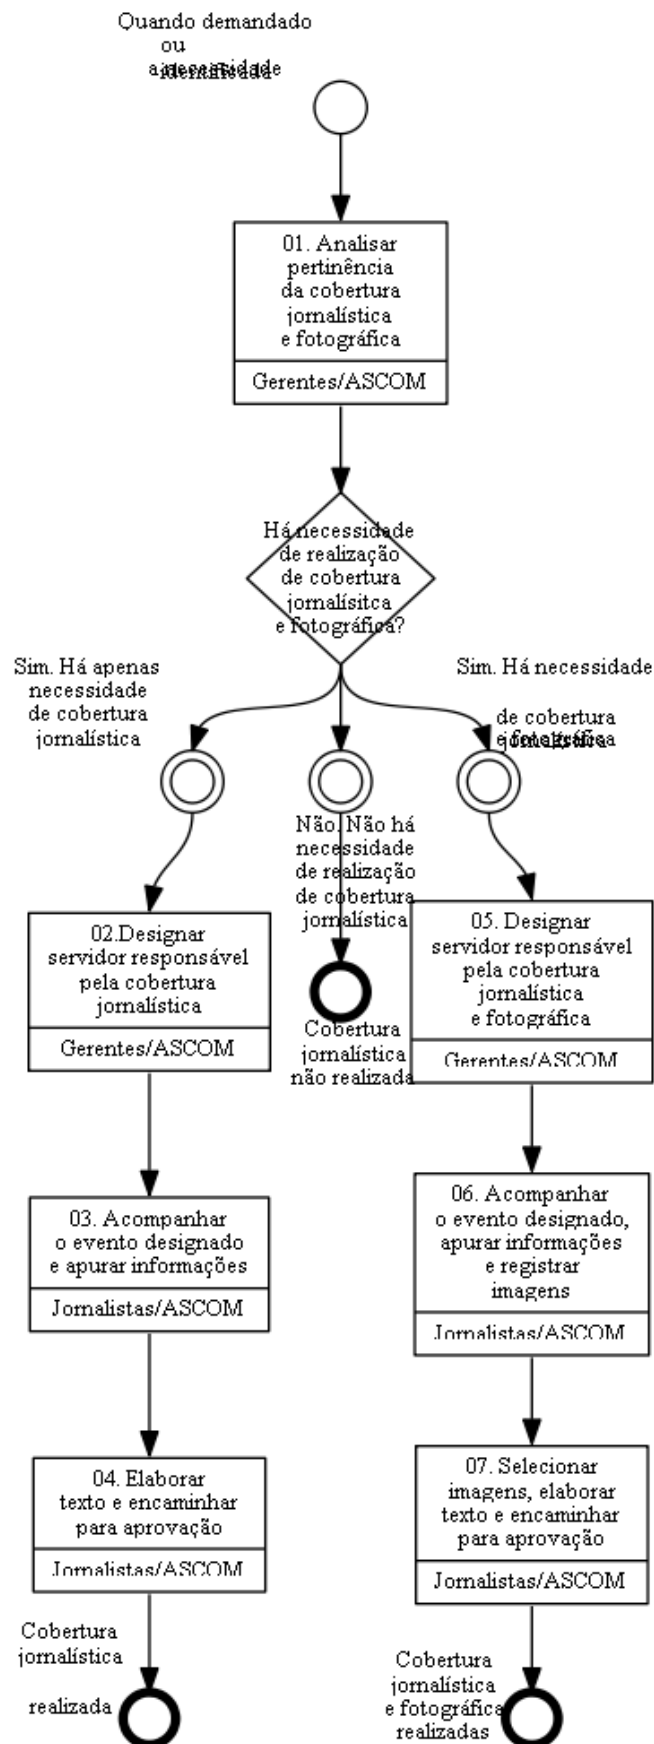 Quando demandado
ou
a necessidade
identificada
01. Analisar
pertinência
da cobertura
jornalística
e fotográfica
Gerentes/ASCOM
Há necessidade
de realização
de cobertura
jornalísitca
e fotográfica?
Sim. Há apenas
necessidade
de cobertura
jornalística
Sim. Há necessidade
de cobertura
jornalística
e fotográfica
Não. Não há
necessidade
de realização
de cobertura
jornalística
02.Designar
servidor responsável
pela cobertura
jornalística
Gerentes/ASCOM
Cobertura
jornalística
não realizada
05. Designar
servidor responsável
pela cobertura
jornalística
e fotográfica
Gerentes/ASCOM
03. Acompanhar
o evento designado
e apurar informações
Jornalistas/ASCOM
06. Acompanhar
o evento designado,
apurar informações
e registrar
imagens
Jornalistas/ASCOM
04. Elaborar
texto e encaminhar
para aprovação
Jornalistas/ASCOM
07. Selecionar
imagens, elaborar
texto e encaminhar
para aprovação
Jornalistas/ASCOM
Cobertura
jornalística
realizada
Cobertura
jornalística
e fotográfica
realizadas